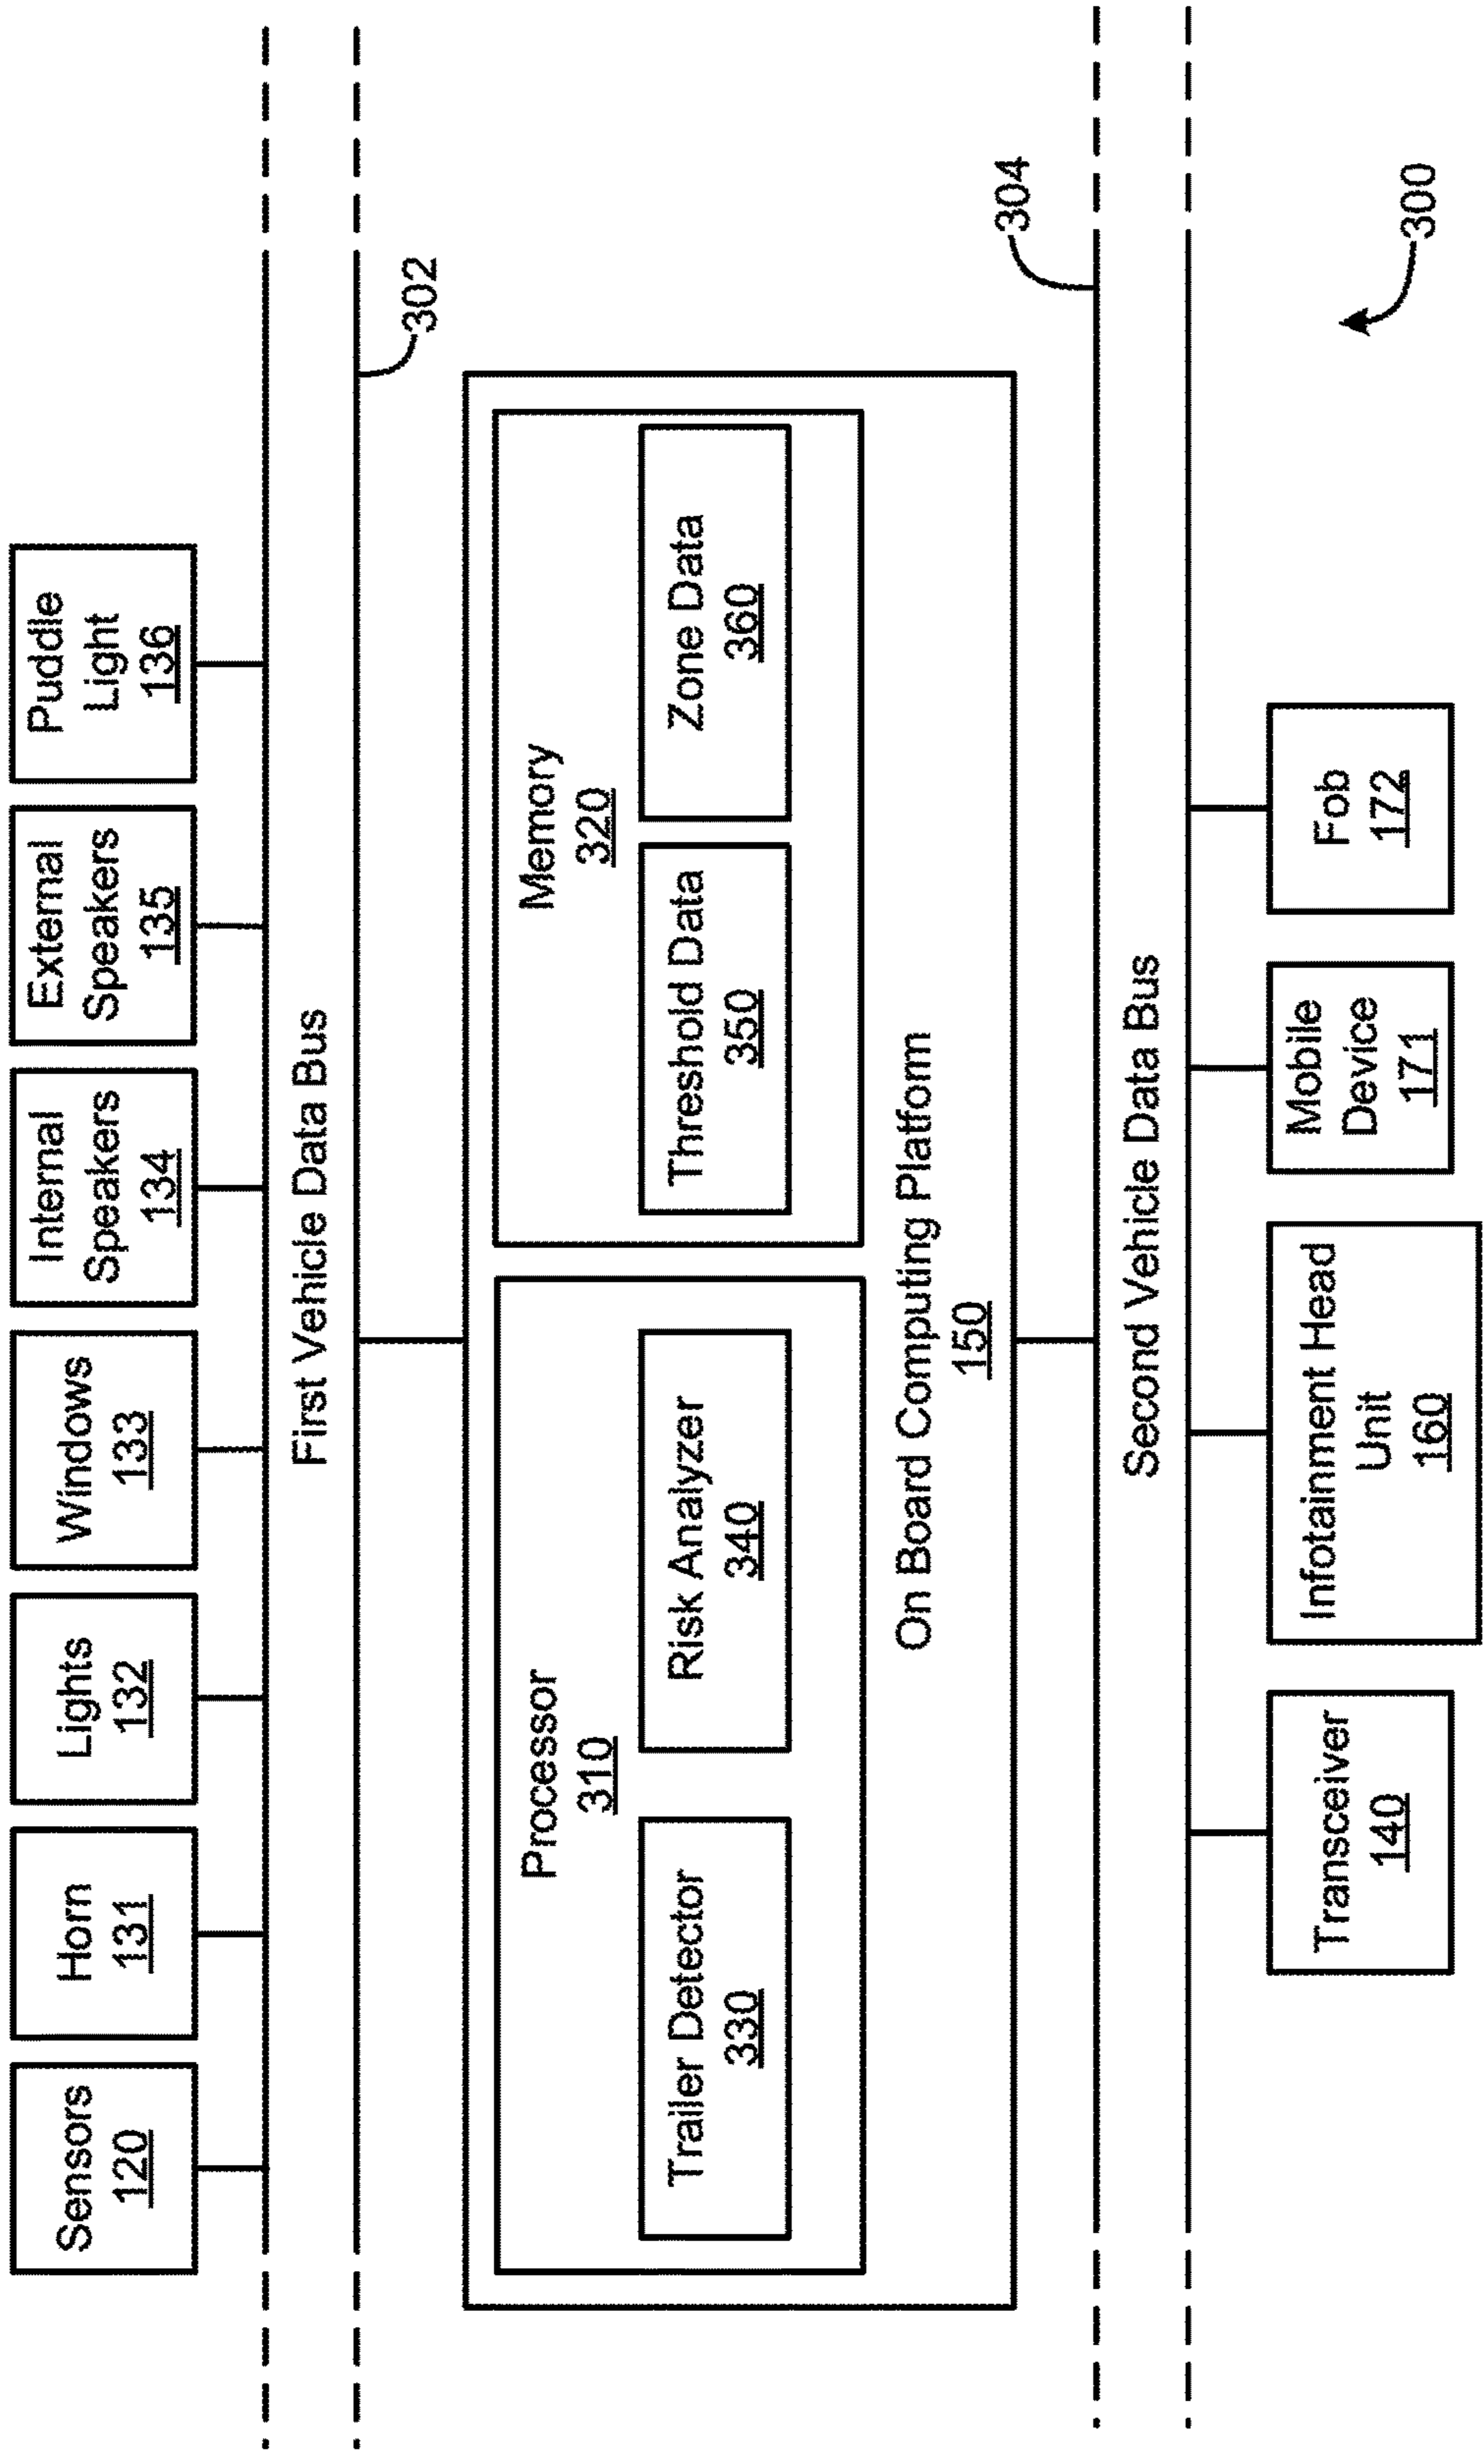 Sensors
120
Horn
131
Lights
132
Windows
133
Internal
Speakers
134
External
Speakers
135
Puddle
Light
136
First Vehicle Data Bus
302
Processor
310
Trailer Detector
330
Risk Analyzer
340
Memory
320
Threshold Data
350
Zone Data
360
On Board Computing Platform
150
304
Second Vehicle Data Bus
Transceiver
140
Infotainment Head
Unit
160
Mobile
Device
171
Fob
172
300